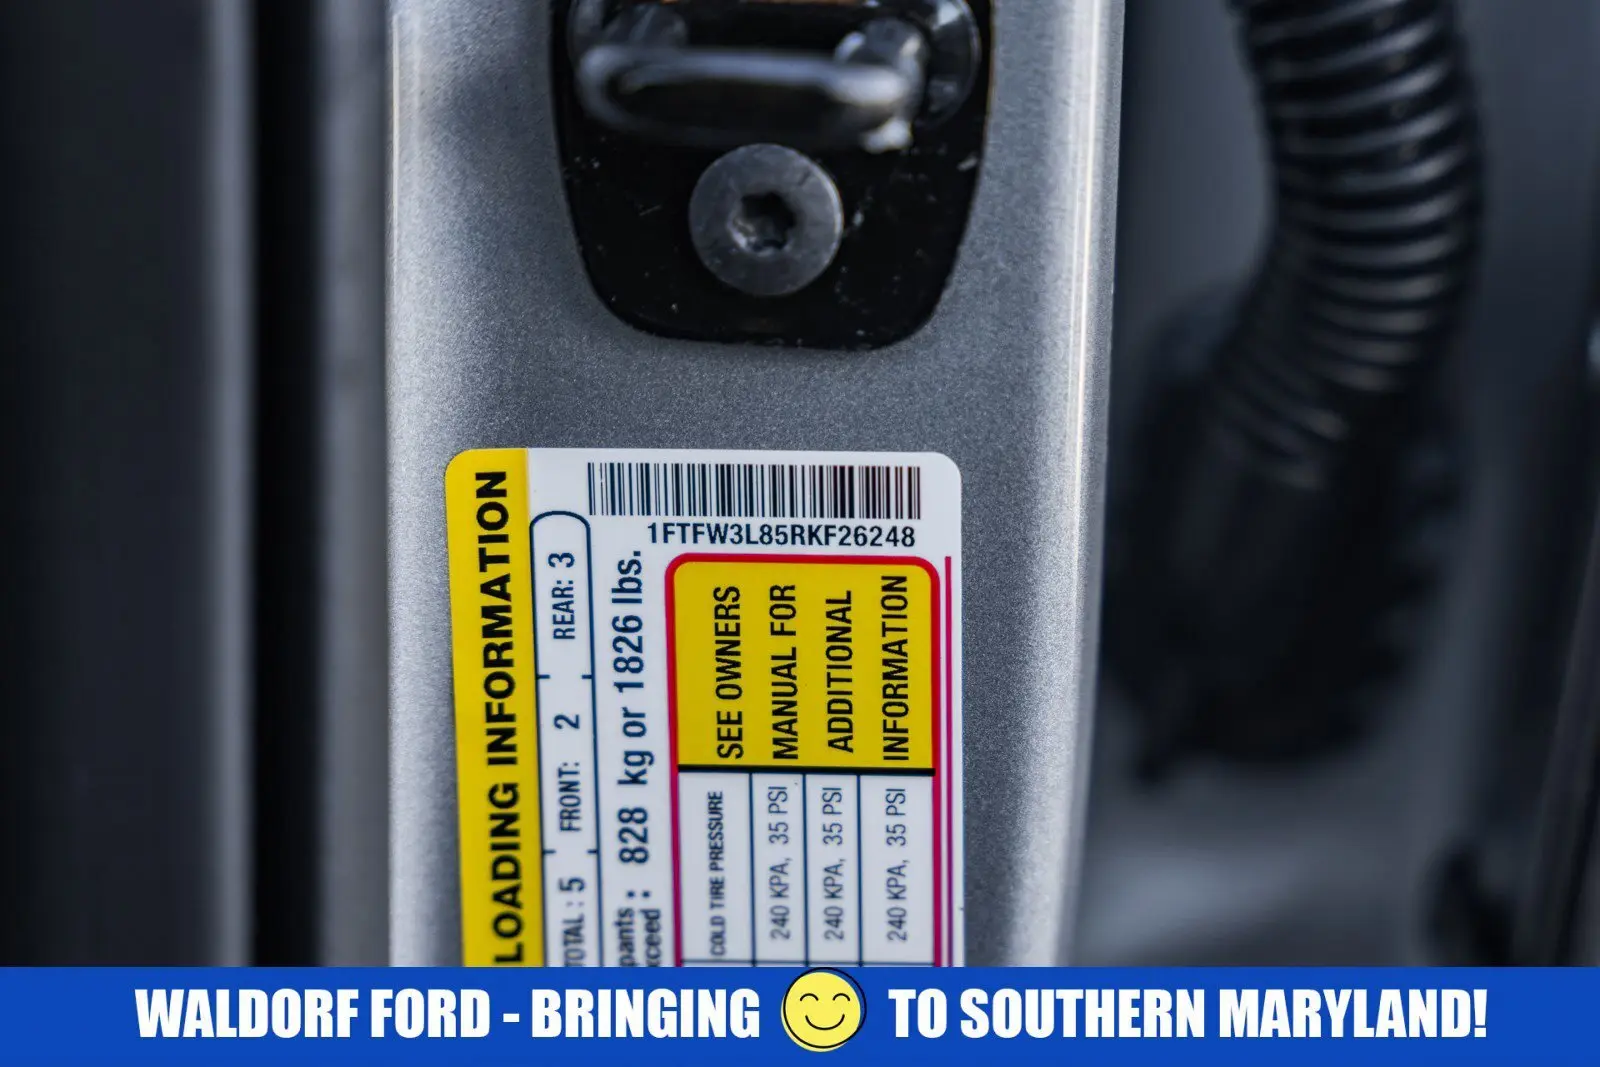 1FTFW3L85RKF26248
LOADING INFORMATION
TOTAL : 5 FRONT: 2 REAR: 3
828 kg or 1826 lbs.
COLD TIRE PRESSURE
240 KPA, 35 PSI
240 KPA, 35 PSI
240 KPA, 35 PSI
SEE OWNERS
MANUAL FOR
ADDITIONAL
INFORMATION
WALDORF FORD - BRINGING TO SOUTHERN MARYLAND!